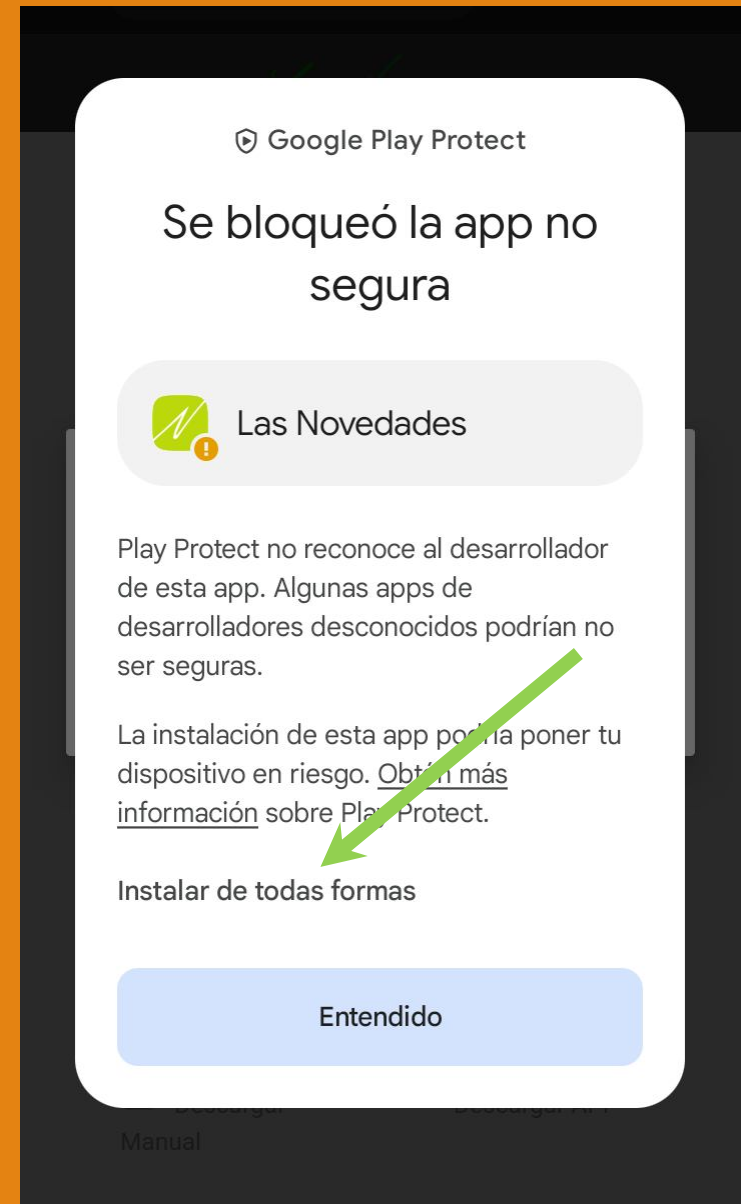 Google Play Protect
Se bloqueó la app no
segura
Las Novedades
Play Protect no reconoce al desarrollador
de esta app. Algunas apps de
desarrolladores desconocidos podrían no
ser seguras.
La instalación de esta app podría poner tu
dispositivo en riesgo. Obtén más
información sobre Play Protect.
Instalar de todas formas
Entendido
Descargar
Manual